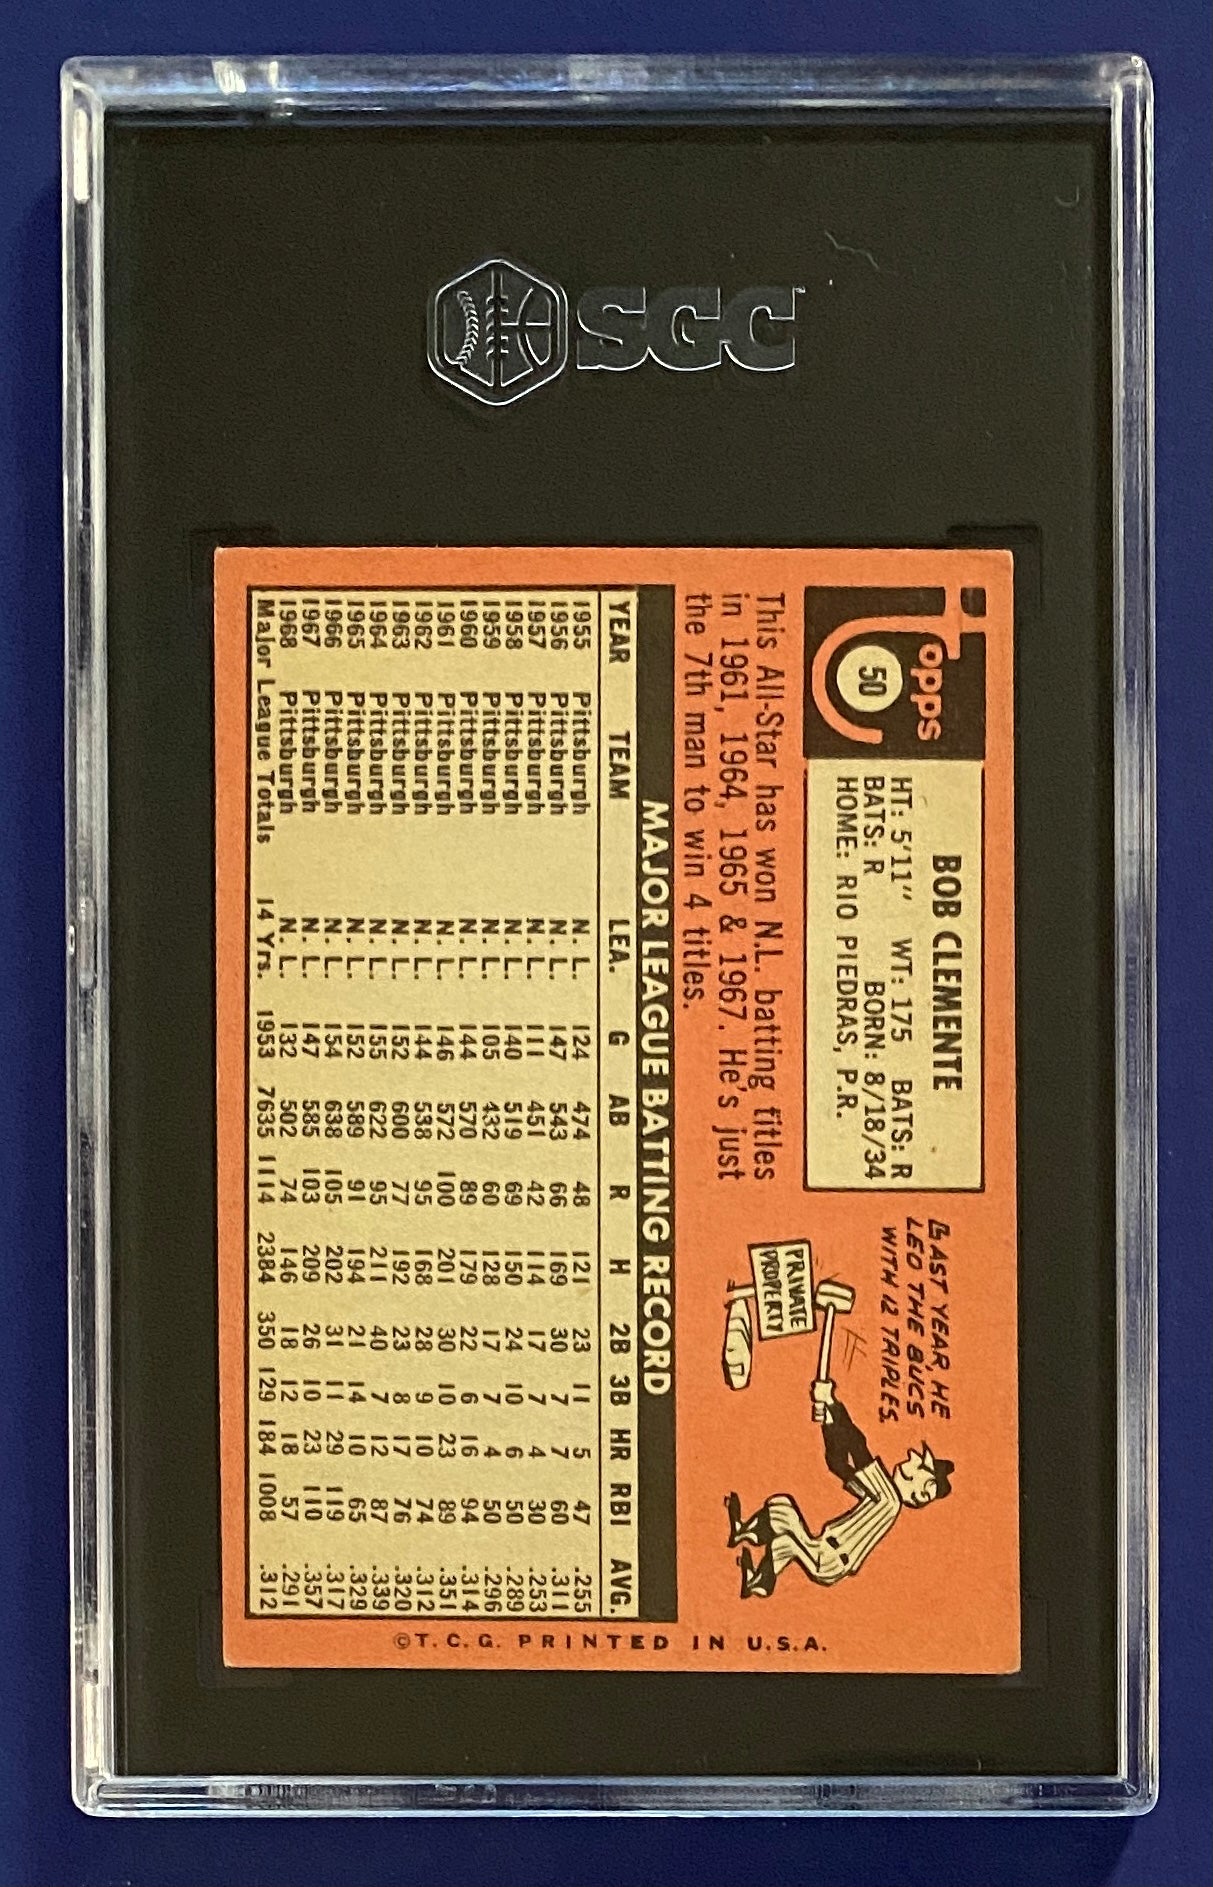 SGC
Topps
50
BOB CLEMENTE
HT: 5'11" WT: 175 BATS: R
BATS: R BORN: 8/18/34
HOME: RIO PIEDRAS, P.R.
LAST YEAR, HE
LED THE BUCS
WITH 12 TRIPLES.
PRIVATE
PROPERTY
This All-Star has won N.L. batting titles
in 1961, 1964, 1965 & 1967. He's just
the 7th man to win 4 titles.
MAJOR LEAGUE BATTING RECORD
YEAR TEAM LEA. G AB R H 2B 3B HR RBI AVG.
1955 Pittsburgh N. L. 124 474 48 121 23 11 5 47 .255
1956 Pittsburgh N. L. 147 543 66 169 30 7 7 60 .311
1957 Pittsburgh N. L. 111 451 42 114 17 7 4 30 .253
1958 Pittsburgh N. L. 140 519 69 150 24 10 6 50 .289
1959 Pittsburgh N. L. 105 432 60 128 17 7 4 50 .296
1960 Pittsburgh N. L. 144 570 89 179 22 6 16 94 .314
1961 Pittsburgh N. L. 146 572 100 201 30 10 23 89 .351
1962 Pittsburgh N. L. 144 538 95 168 28 9 10 74 .312
1963 Pittsburgh N. L. 152 600 77 192 23 8 17 76 .320
1964 Pittsburgh N. L. 155 622 95 211 40 7 12 87 .339
1965 Pittsburgh N. L. 152 589 91 194 21 14 10 65 .329
1966 Pittsburgh N. L. 154 638 105 202 31 11 29 119 .317
1967 Pittsburgh N. L. 147 585 103 209 26 10 23 110 .357
1968 Pittsburgh N. L. 132 502 74 146 18 12 18 57 .291
Major League Totals 14 Yrs. 1953 7635 1114 2384 350 129 184 1008 .312
©T.C.G. PRINTED IN U.S.A.